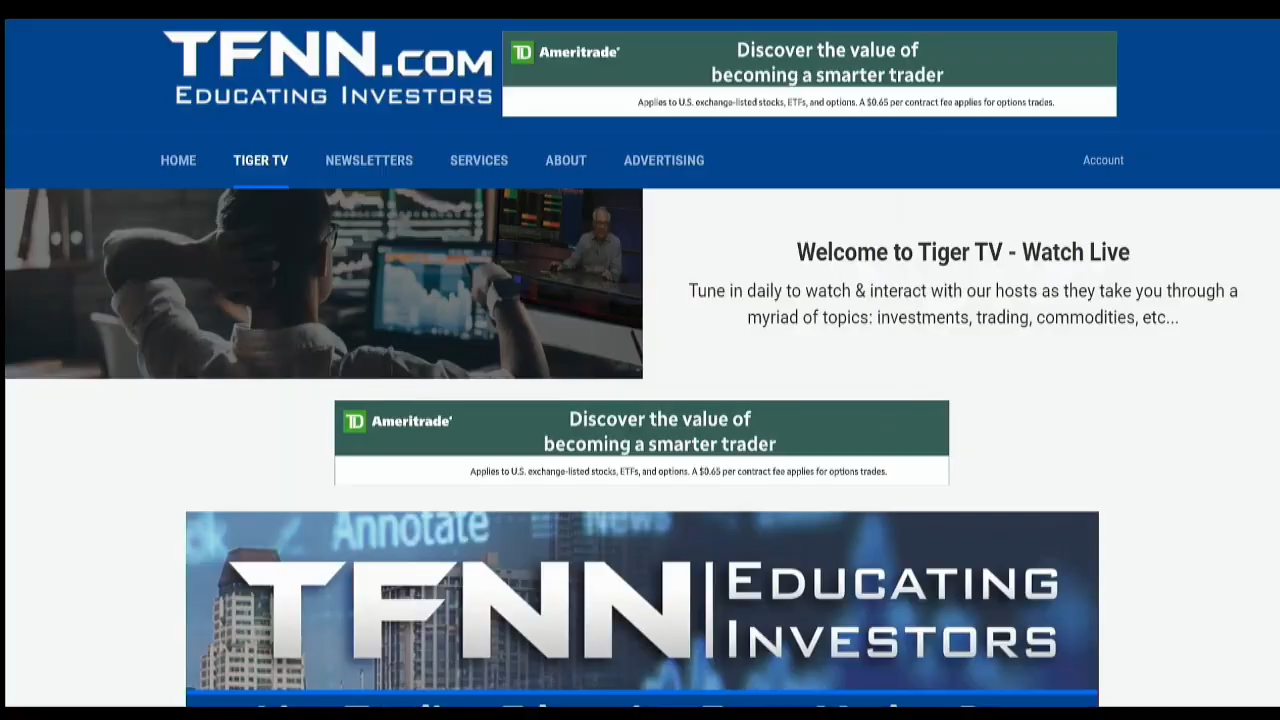 TFNN.COM
EDUCATING INVESTORS
TD Ameritrade
Discover the value of
becoming a smarter trader
Applies to U.S. exchange-listed stocks, ETFs, and options. A $0.65 per contract fee applies for options trades.
HOME TIGER TV NEWSLETTERS SERVICES ABOUT ADVERTISING Account
Welcome to Tiger TV - Watch Live
Tune in daily to watch & interact with our hosts as they take you through a
myriad of topics: investments, trading, commodities, etc...
TD Ameritrade
Discover the value of
becoming a smarter trader
Applies to U.S. exchange-listed stocks, ETFs, and options. A $0.65 per contract fee applies for options trades.
Annotate News
TFNN EDUCATING
INVESTORS